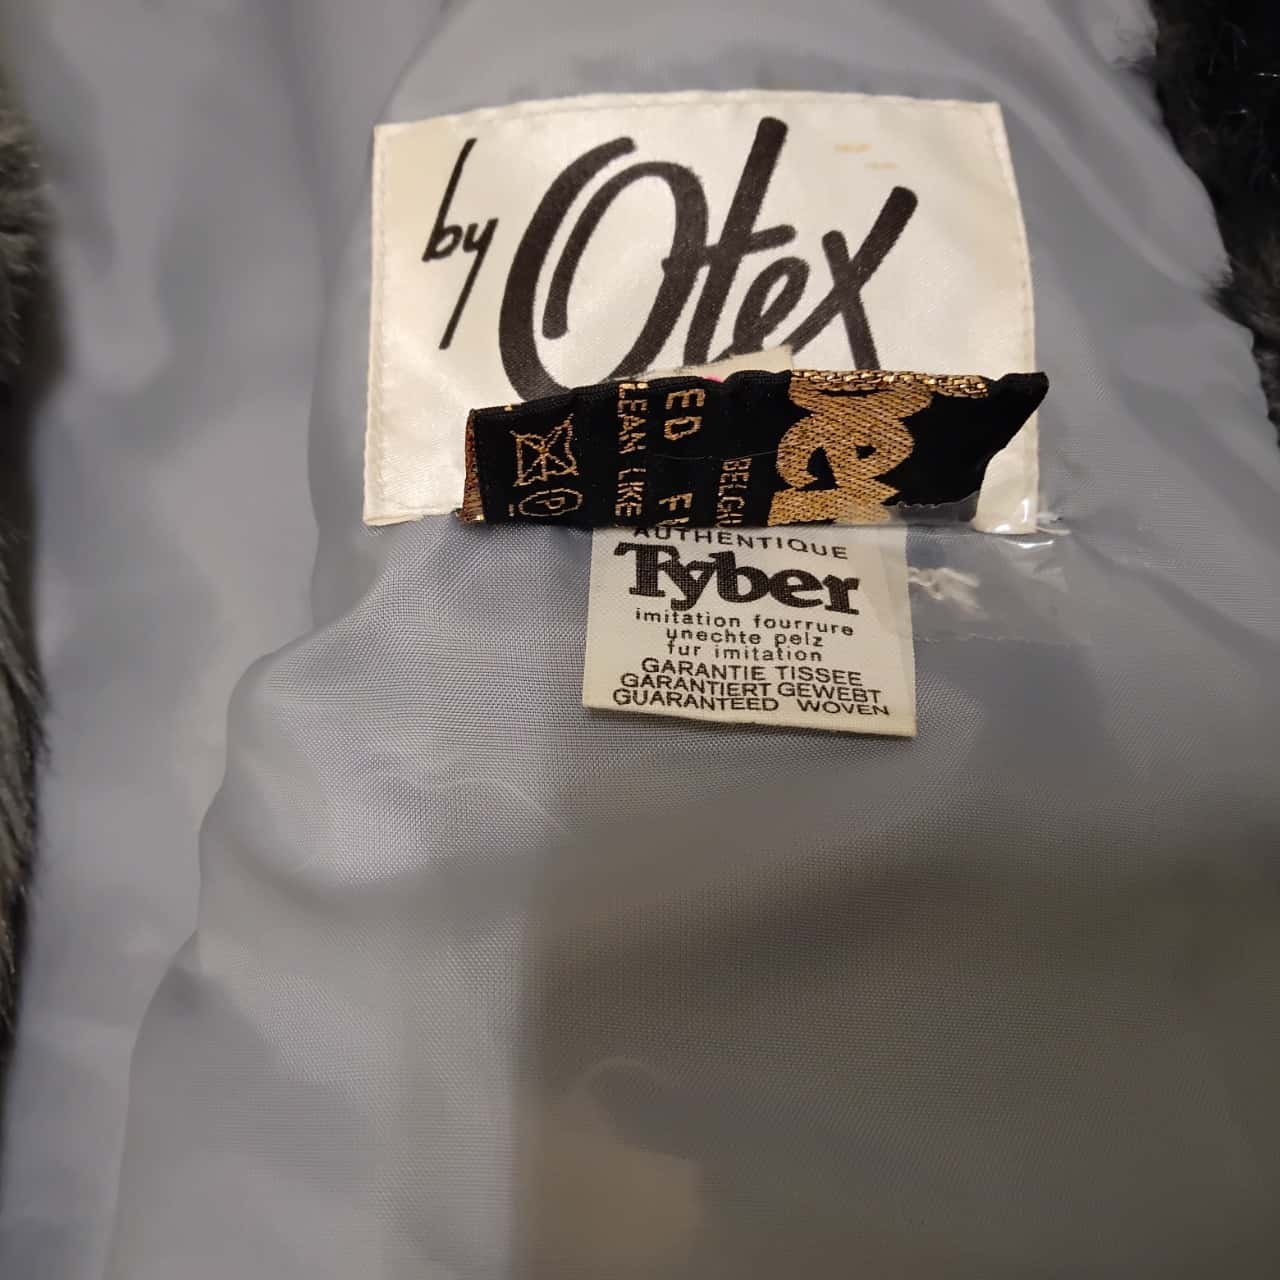 by Otex
ED
LEAN LIKE
P
AUTHENTIQUE
Tyber
imitation fourrure
unechte pelz
fur imitation
GARANTIE TISSEE
GARANTIERT GEWEBT
GUARANTEED WOVEN